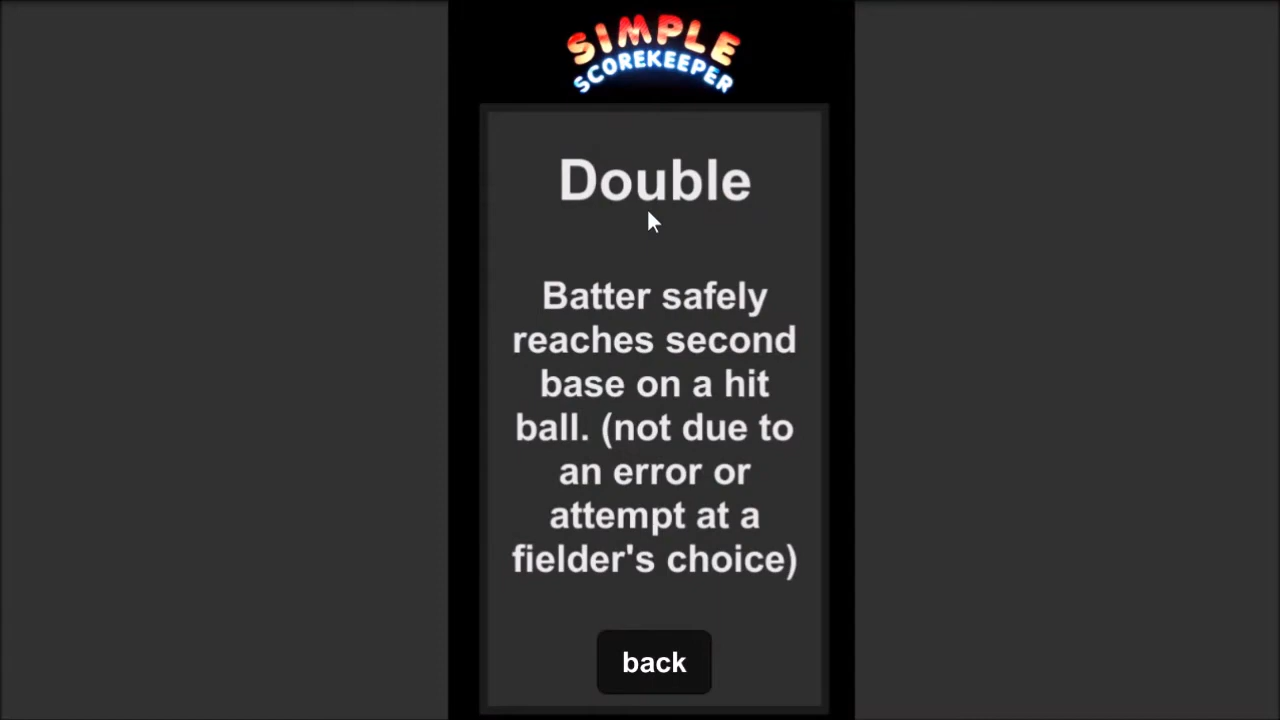 SIMPLE
SCOREKEEPER
Double
Batter safely
reaches second
base on a hit
ball. (not due to
an error or
attempt at a
fielder's choice)
back